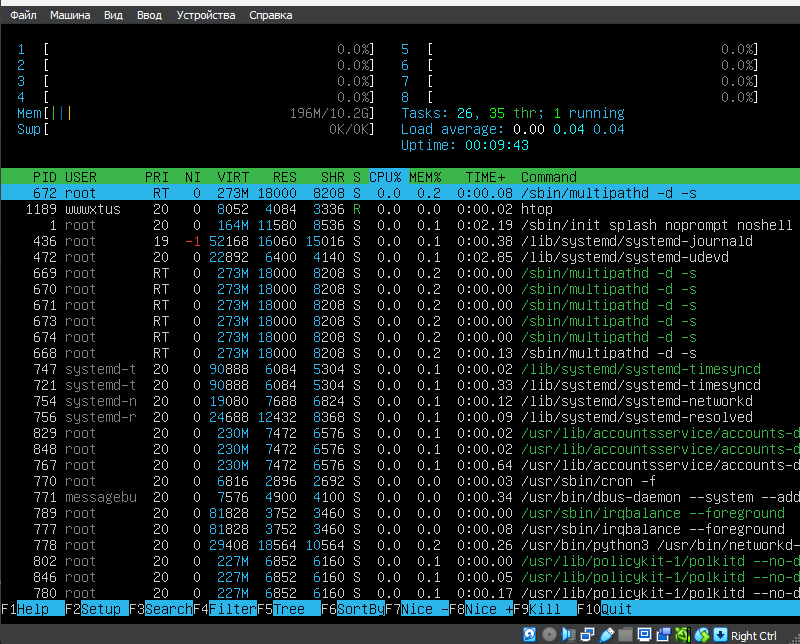 Файл Машина Вид Ввод Устройства Справка
1 [ 0.0%] 5 [ 0.0%]
2 [ 0.0%] 6 [ 0.0%]
3 [ 0.0%] 7 [ 0.0%]
4 [ 0.0%] 8 [ 0.0%]
Mem[||| 196M/10.2G] Tasks: 26, 35 thr; 1 running
Swp[ 0K/0K] Load average: 0.00 0.04 0.04
Uptime: 00:09:43
PID USER PRI NI VIRT RES SHR S CPU% MEM% TIME+ Command
672 root RT 0 273M 18000 8208 S 0.0 0.2 0:00.08 /sbin/multipathd -d -s
1189 wwwxtus 20 0 8052 4084 3336 R 0.0 0.0 0:00.02 htop
1 root 20 0 164M 11580 8536 S 0.0 0.1 0:02.19 /sbin/init splash noprompt noshell
436 root 19 -1 52168 16060 15016 S 0.0 0.1 0:00.38 /lib/systemd/systemd-journald
472 root 20 0 22892 6400 4140 S 0.0 0.1 0:02.85 /lib/systemd/systemd-udevd
669 root RT 0 273M 18000 8208 S 0.0 0.2 0:00.00 /sbin/multipathd -d -s
670 root RT 0 273M 18000 8208 S 0.0 0.2 0:00.00 /sbin/multipathd -d -s
671 root RT 0 273M 18000 8208 S 0.0 0.2 0:00.00 /sbin/multipathd -d -s
673 root RT 0 273M 18000 8208 S 0.0 0.2 0:00.00 /sbin/multipathd -d -s
674 root RT 0 273M 18000 8208 S 0.0 0.2 0:00.00 /sbin/multipathd -d -s
668 root RT 0 273M 18000 8208 S 0.0 0.2 0:00.13 /sbin/multipathd -d -s
747 systemd-t 20 0 90888 6084 5304 S 0.0 0.1 0:00.02 /lib/systemd/systemd-timesyncd
721 systemd-t 20 0 90888 6084 5304 S 0.0 0.1 0:00.33 /lib/systemd/systemd-timesyncd
754 systemd-n 20 0 19080 7688 6824 S 0.0 0.1 0:00.12 /lib/systemd/systemd-networkd
756 systemd-r 20 0 24688 12432 8368 S 0.0 0.1 0:00.09 /lib/systemd/systemd-resolved
829 root 20 0 230M 7472 6576 S 0.0 0.1 0:00.02 /usr/lib/accountsservice/accounts-d
848 root 20 0 230M 7472 6576 S 0.0 0.1 0:00.02 /usr/lib/accountsservice/accounts-d
767 root 20 0 230M 7472 6576 S 0.0 0.1 0:00.64 /usr/lib/accountsservice/accounts-d
770 root 20 0 6816 2896 2692 S 0.0 0.0 0:00.03 /usr/sbin/cron -f
771 messagebu 20 0 7576 4900 4100 S 0.0 0.0 0:00.34 /usr/bin/dbus-daemon --system --add
789 root 20 0 81828 3752 3460 S 0.0 0.0 0:00.00 /usr/sbin/irqbalance --foreground
777 root 20 0 81828 3752 3460 S 0.0 0.0 0:00.08 /usr/sbin/irqbalance --foreground
778 root 20 0 29408 18564 10564 S 0.0 0.2 0:00.26 /usr/bin/python3 /usr/bin/networkd-
802 root 20 0 227M 6852 6160 S 0.0 0.1 0:00.00 /usr/lib/policykit-1/polkitd --no-d
846 root 20 0 227M 6852 6160 S 0.0 0.1 0:00.05 /usr/lib/policykit-1/polkitd --no-d
780 root 20 0 227M 6852 6160 S 0.0 0.1 0:00.17 /usr/lib/policykit-1/polkitd --no-d
F1Help F2Setup F3SearchF4FilterF5Tree F6SortByF7Nice -F8Nice +F9Kill F10Quit
Right Ctrl